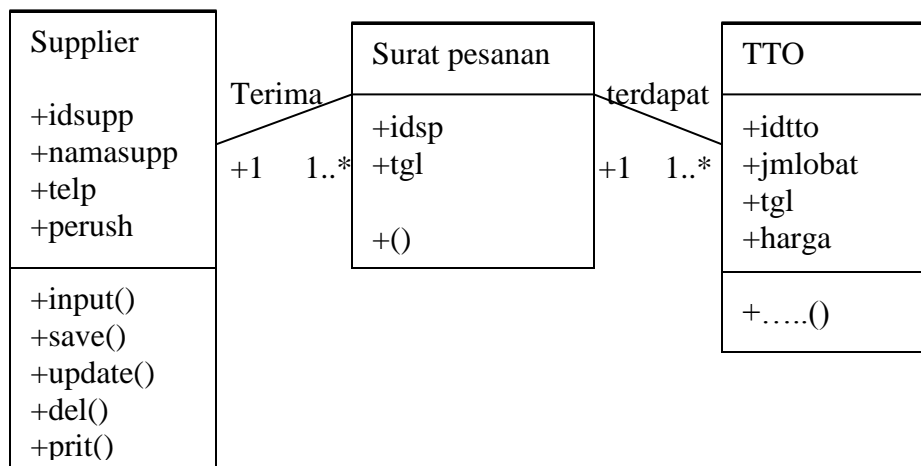 Supplier
+idsupp
+namasupp
+telp
+perush
+input()
+save()
+update()
+del()
+prit()
Terima
+1 1..*
Surat pesanan
+idsp
+tgl
+()
terdapat
+1 1..*
TTO
+idtto
+jmlobat
+tgl
+harga
+…..()